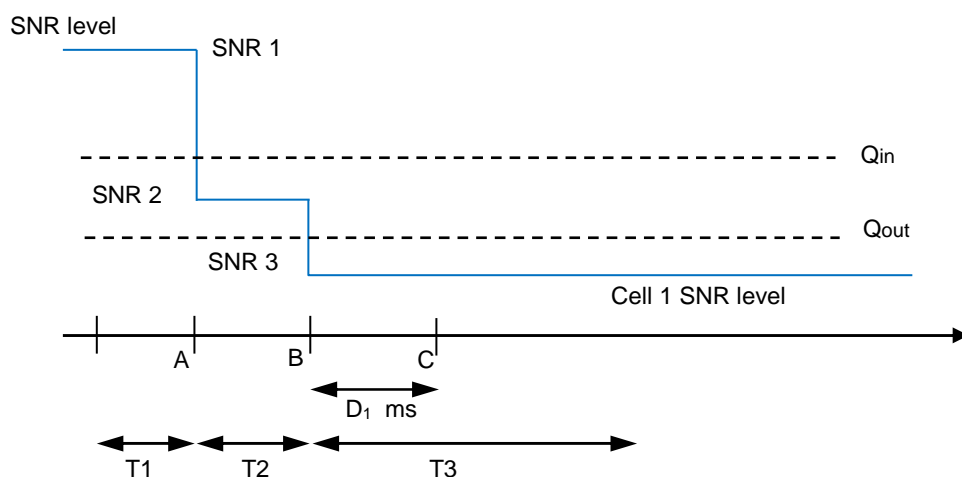 SNR level
SNR 1
Qin
SNR 2
Qout
SNR 3
Cell 1 SNR level
A
B
C
D1 ms
T1
T2
T3